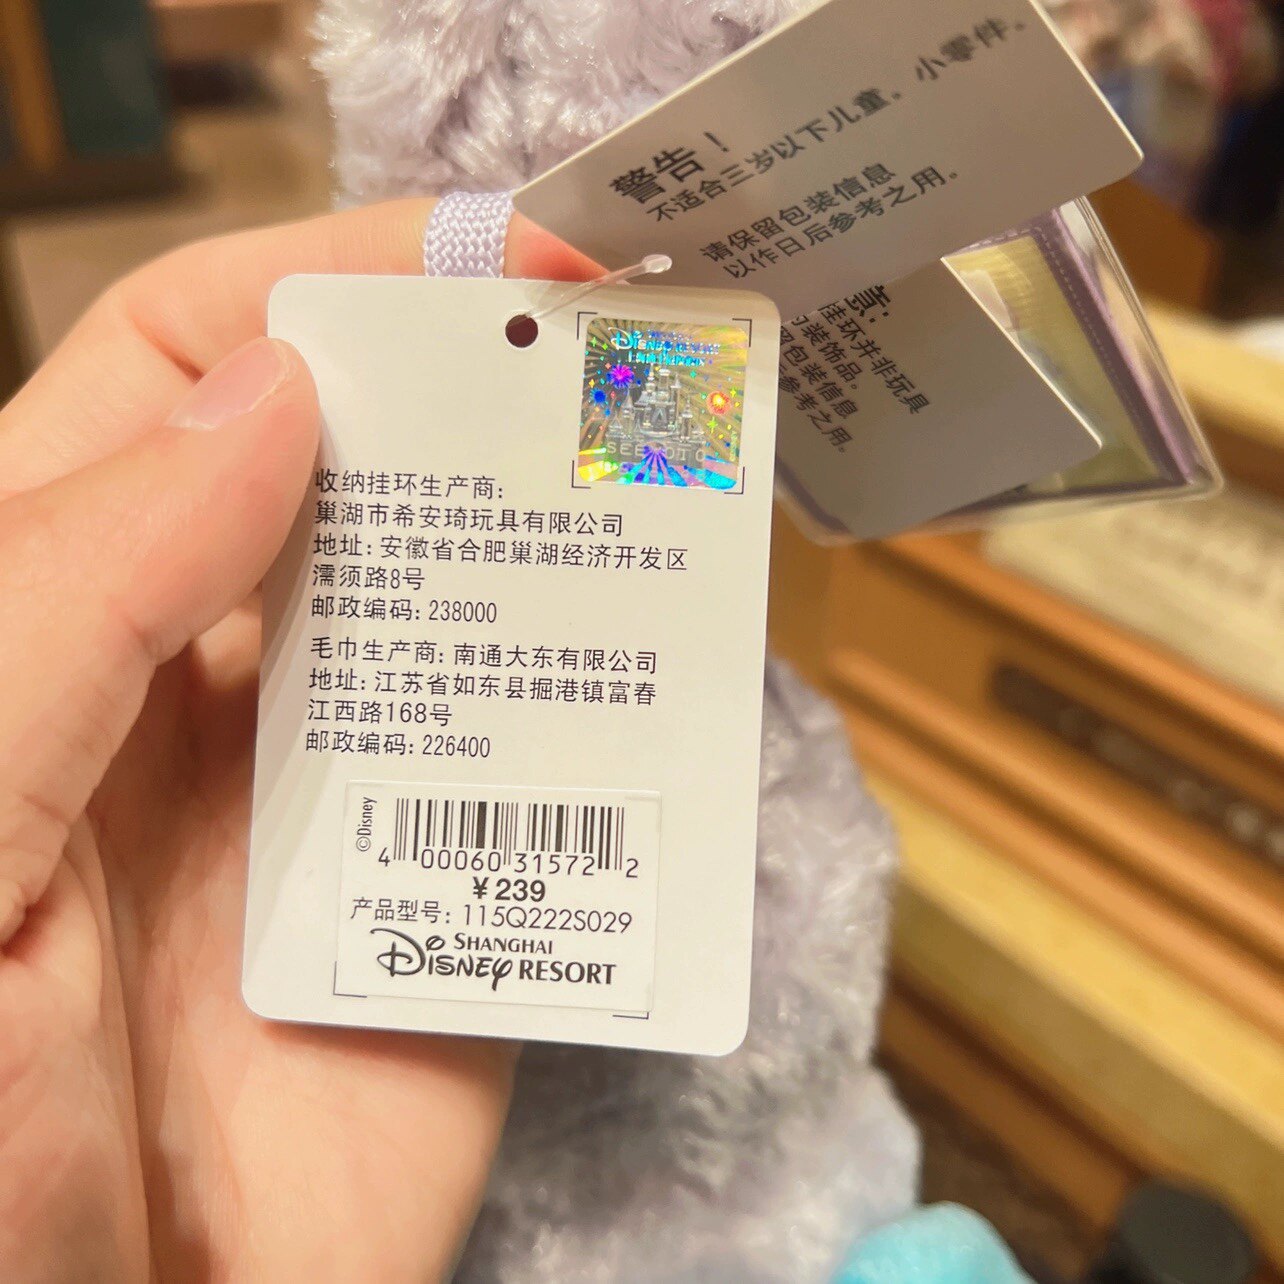 警告！
不适合三岁以下儿童。小零件。
请保留包装信息
以作日后参考之用。
挂环并非玩具
装饰品。
留包装信息
参考之用。
DISNEY RESORT
SEE
收纳挂环生产商:
巢湖市希安琦玩具有限公司
地址:安徽省合肥巢湖经济开发区
濡须路8号
邮政编码:238000
毛巾生产商:南通大东有限公司
地址:江苏省如东县掘港镇富春
江西路168号
邮政编码:226400
©Disney
4 00060 31572 2
¥239
产品型号:115Q222S029
SHANGHAI
DISNEY RESORT